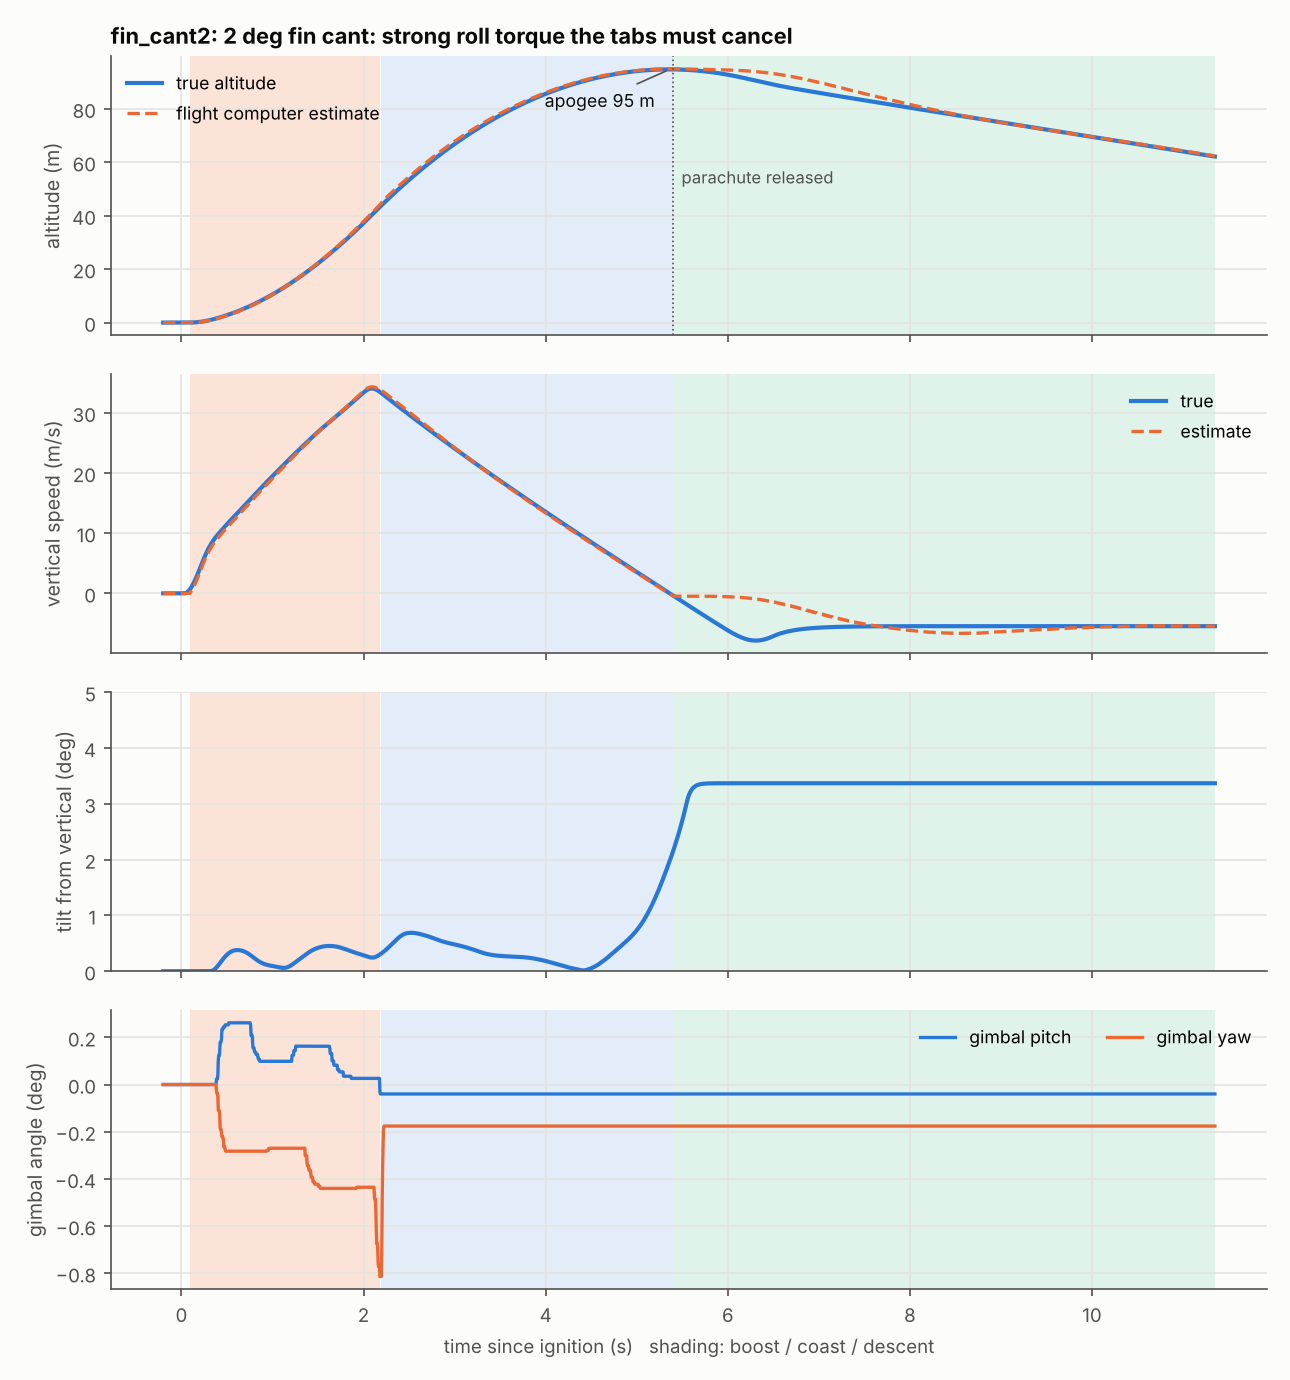 fin_cant2: 2 deg fin cant: strong roll torque the tabs must cancel
true altitude
flight computer estimate
apogee 95 m
parachute released
altitude (m)
80
60
40
20
0
true
estimate
vertical speed (m/s)
30
20
10
0
tilt from vertical (deg)
5
4
3
2
1
0
gimbal pitch
gimbal yaw
gimbal angle (deg)
0.2
0.0
−0.2
−0.4
−0.6
−0.8
0 2 4 6 8 10
time since ignition (s) shading: boost / coast / descent